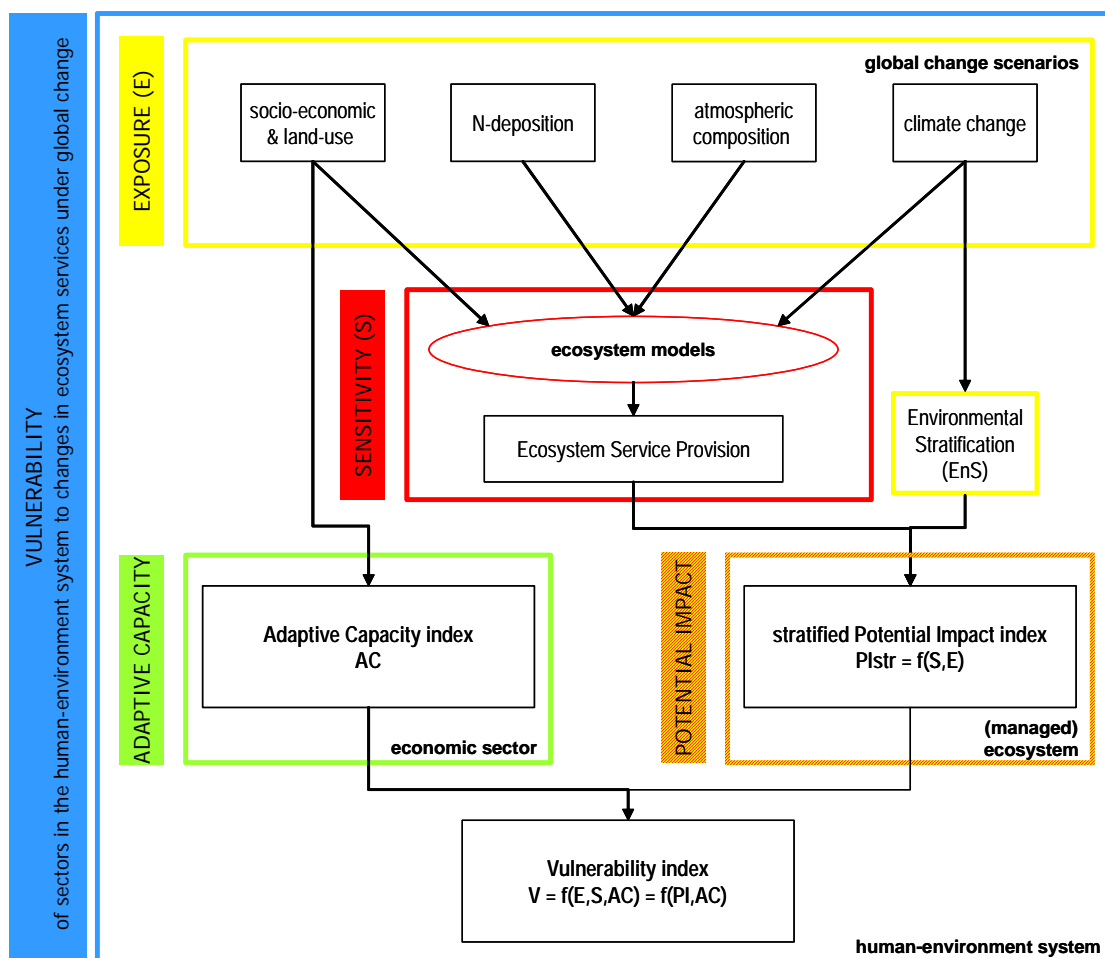 VULNERABILITY
of sectors in the human-environment system to changes in ecosystem services under global change
EXPOSURE (E)
global change scenarios
socio-economic
& land-use
N-deposition
atmospheric
composition
climate change
SENSITIVITY (S)
ecosystem models
Ecosystem Service Provision
Environmental
Stratification
(EnS)
ADAPTIVE CAPACITY
Adaptive Capacity index
AC
economic sector
POTENTIAL IMPACT
stratified Potential Impact index
PIstr = f(S,E)
(managed)
ecosystem
Vulnerability index
V = f(E,S,AC) = f(PI,AC)
human-environment system